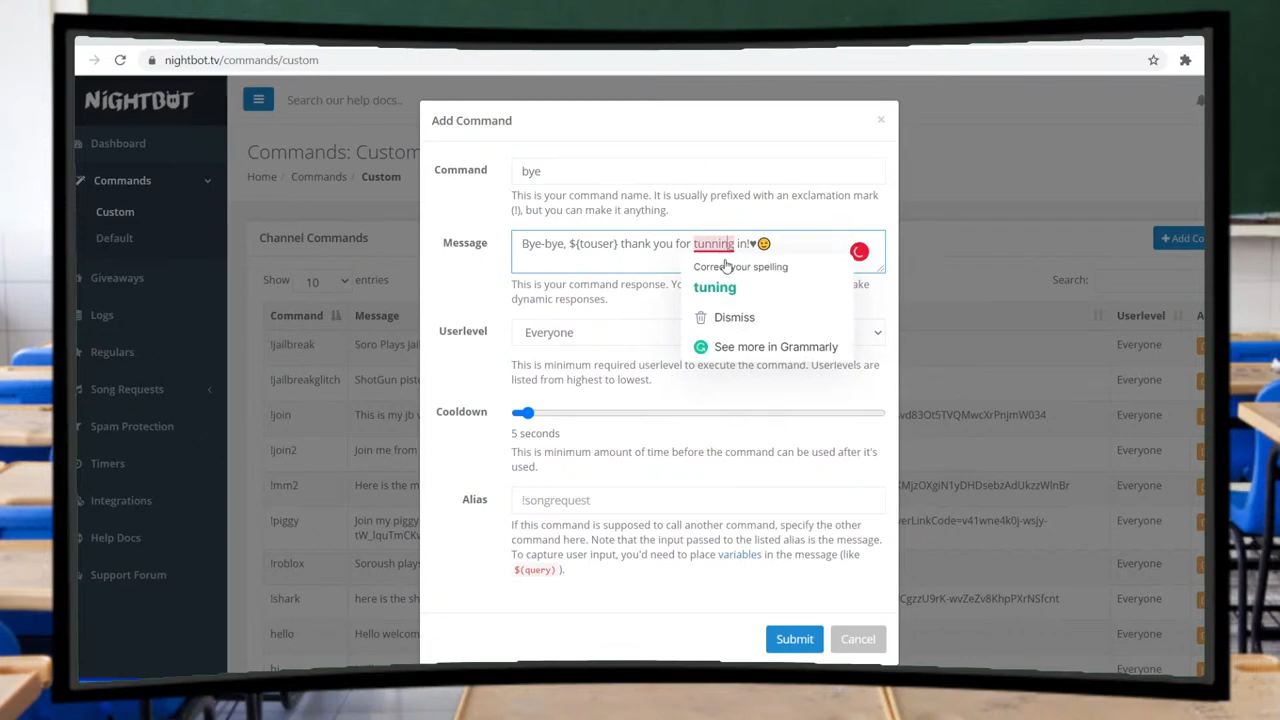 nightbot.tv/commands/custom
NiGHTBOT
Search our help docs..
Dashboard
Commands
Custom
Default
Giveaways
Logs
Regulars
Song Requests
Spam Protection
Timers
Integrations
Help Docs
Support Forum
Commands: Custom
Home / Commands / Custom
Channel Commands
Add Co
Show 10 entries
Search:
Command Message Userlevel A
!jailbreak Soro Plays Ja Everyone
!jailbreakglitch ShotGun pist Everyone
!join This is my jb v vd83Ot5TVQMwcXrPnjmW034 Everyone
!join2 Join me from Everyone
!mm2 Here is the m KMjzOXgiN1yDHDsebzAdUkzzWlnBr Everyone
!piggy Join my piggy verLinkCode=v41wne4k0j-wsjy- Everyone
tW_lquTmCKv
!roblox Soroush plays Everyone
!shark here is the sh CGzzU9rK-wvZeZv8KhpPXrNSfcnt Everyone
hello Hello welcom Everyone
hi Everyone
Add Command
×
Command
bye
This is your command name. It is usually prefixed with an exclamation mark
(!), but you can make it anything.
Message
Bye-bye, ${touser} thank you for tunning in!♥😉
Correct your spelling
tuning
Dismiss
See more in Grammarly
This is your command response. Yo ake
dynamic responses.
Userlevel
Everyone
This is minimum required userlevel to execute the command. Userlevels are
listed from highest to lowest.
Cooldown
5 seconds
This is minimum amount of time before the command can be used after it's
used.
Alias
!songrequest
If this command is supposed to call another command, specify the other
command here. Note that the input passed to the listed alias is the message.
To capture user input, you'd need to place variables in the message (like
$(query) ).
Submit
Cancel